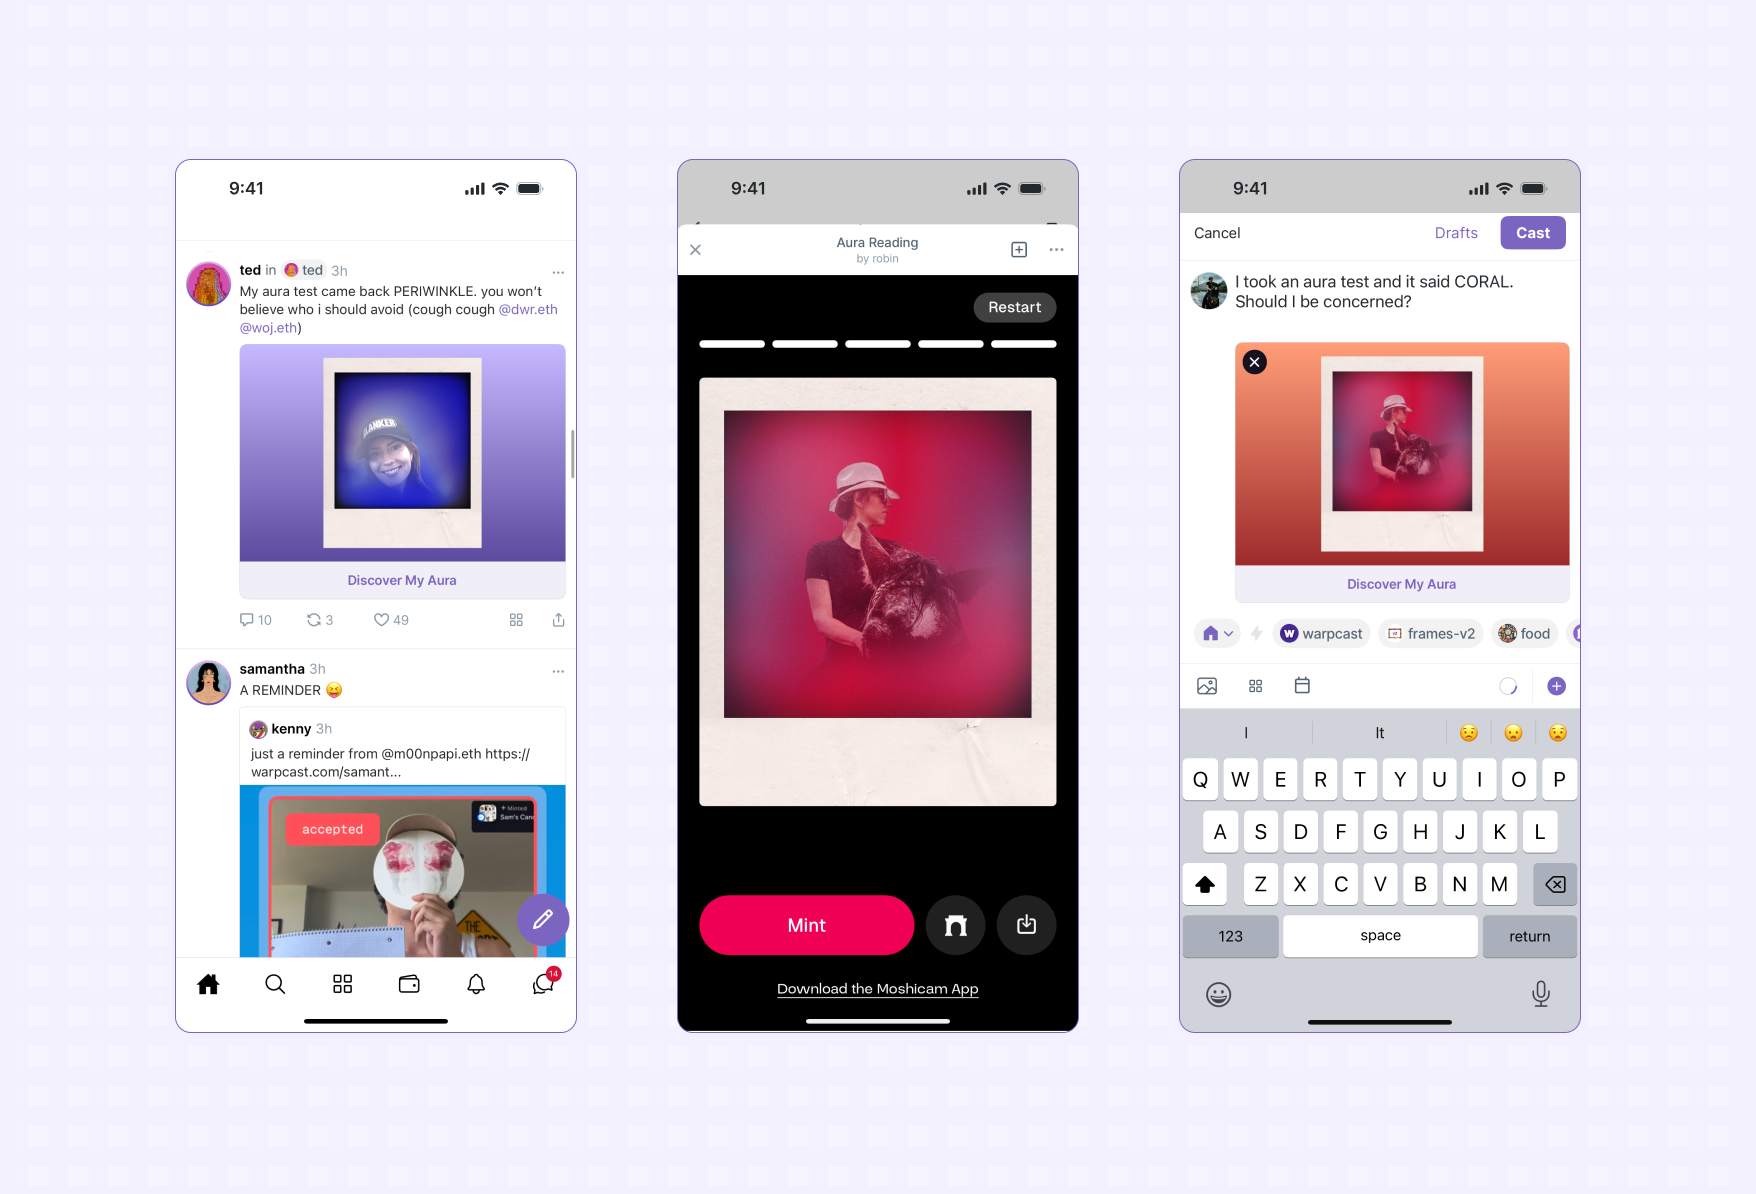 9:41
ted in ted 3h
My aura test came back PERIWINKLE. you won't
believe who i should avoid (cough cough @dwr.eth
@woj.eth)
Discover My Aura
10 3 49
samantha 3h
A REMINDER 😝
kenny 3h
just a reminder from @m00npapi.eth https://
warpcast.com/samant...
accepted
Minted
Sam's Can
THE
14
9:41
Aura Reading
by robin
Restart
Mint
Download the Moshicam App
9:41
Cancel Drafts Cast
I took an aura test and it said CORAL.
Should I be concerned?
Discover My Aura
warpcast frames-v2 food
I It 😟 😦 😧
Q W E R T Y U I O P
A S D F G H J K L
Z X C V B N M
123 space return